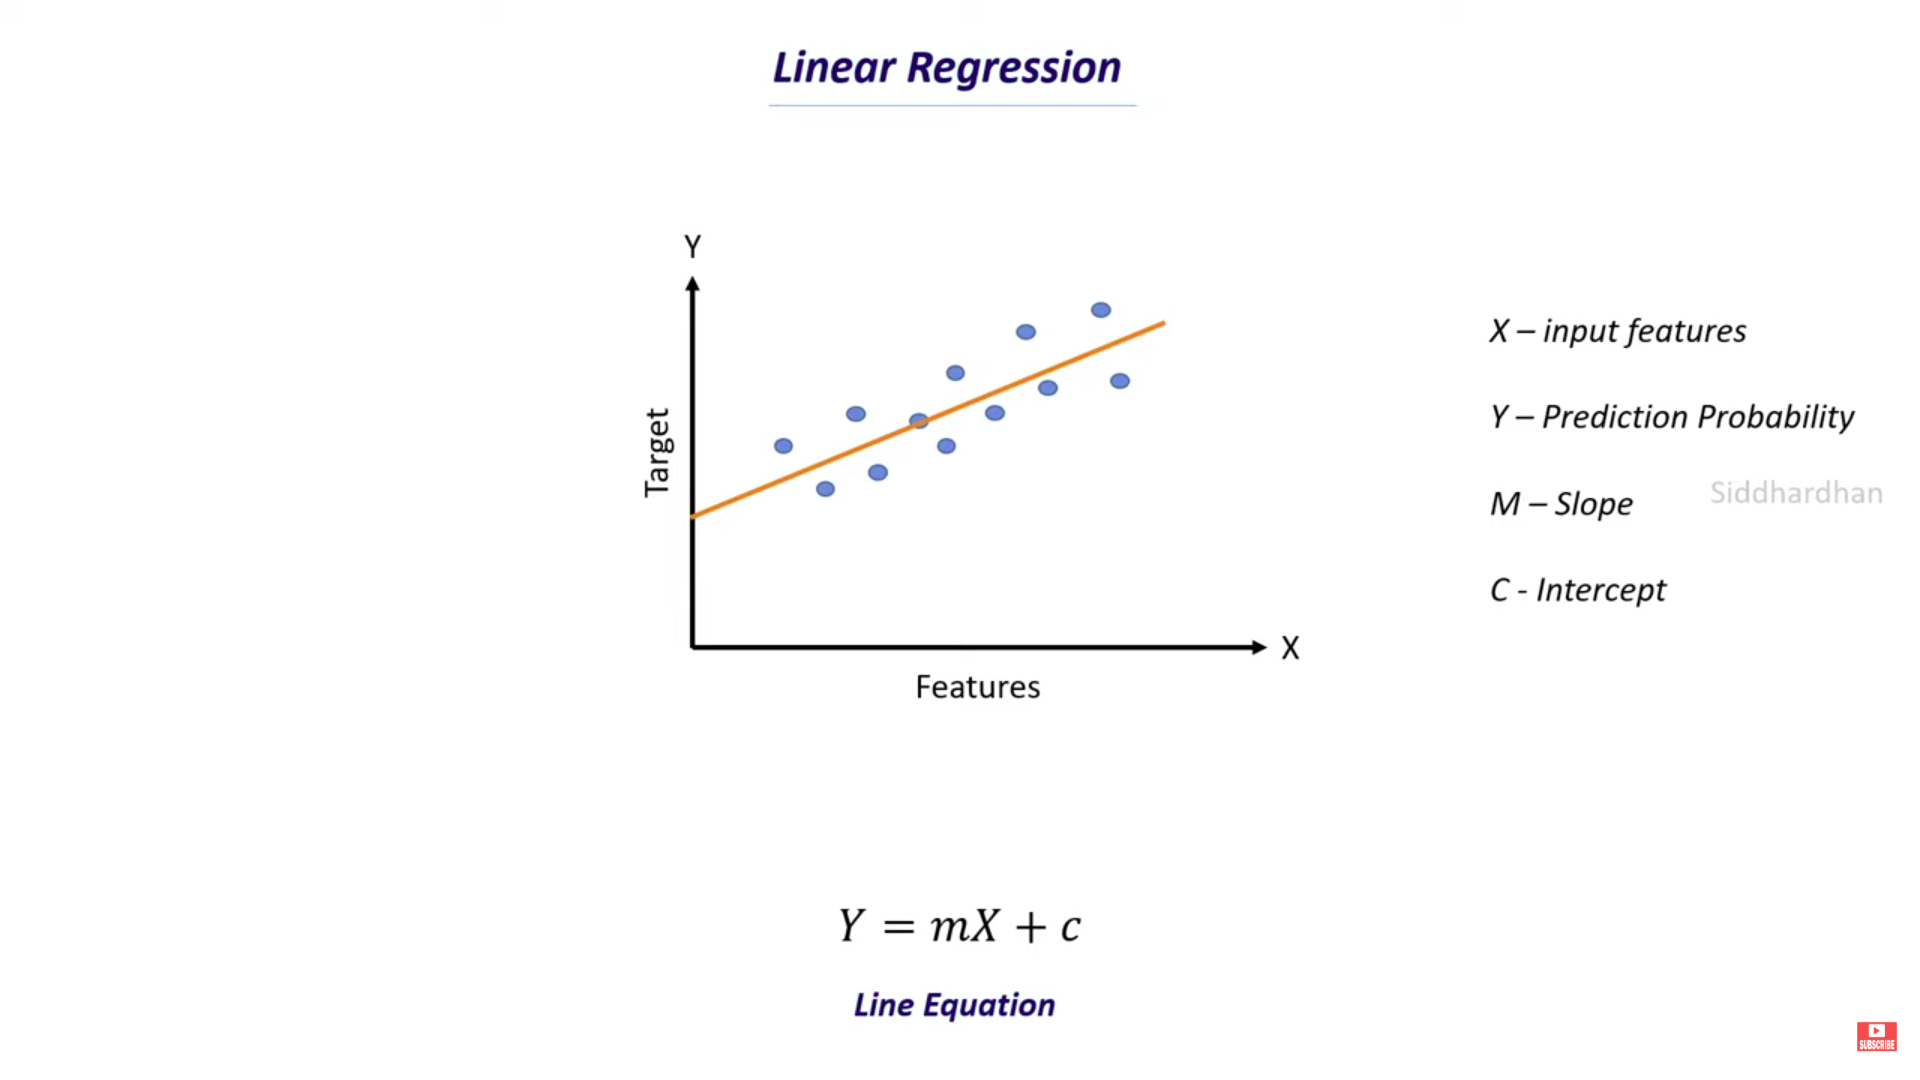 Linear Regression
Y
Target
X
Features
X – input features
Y – Prediction Probability
M – Slope
Siddhardhan
C - Intercept
Y = mX + c
Line Equation
SUBSCRIBE